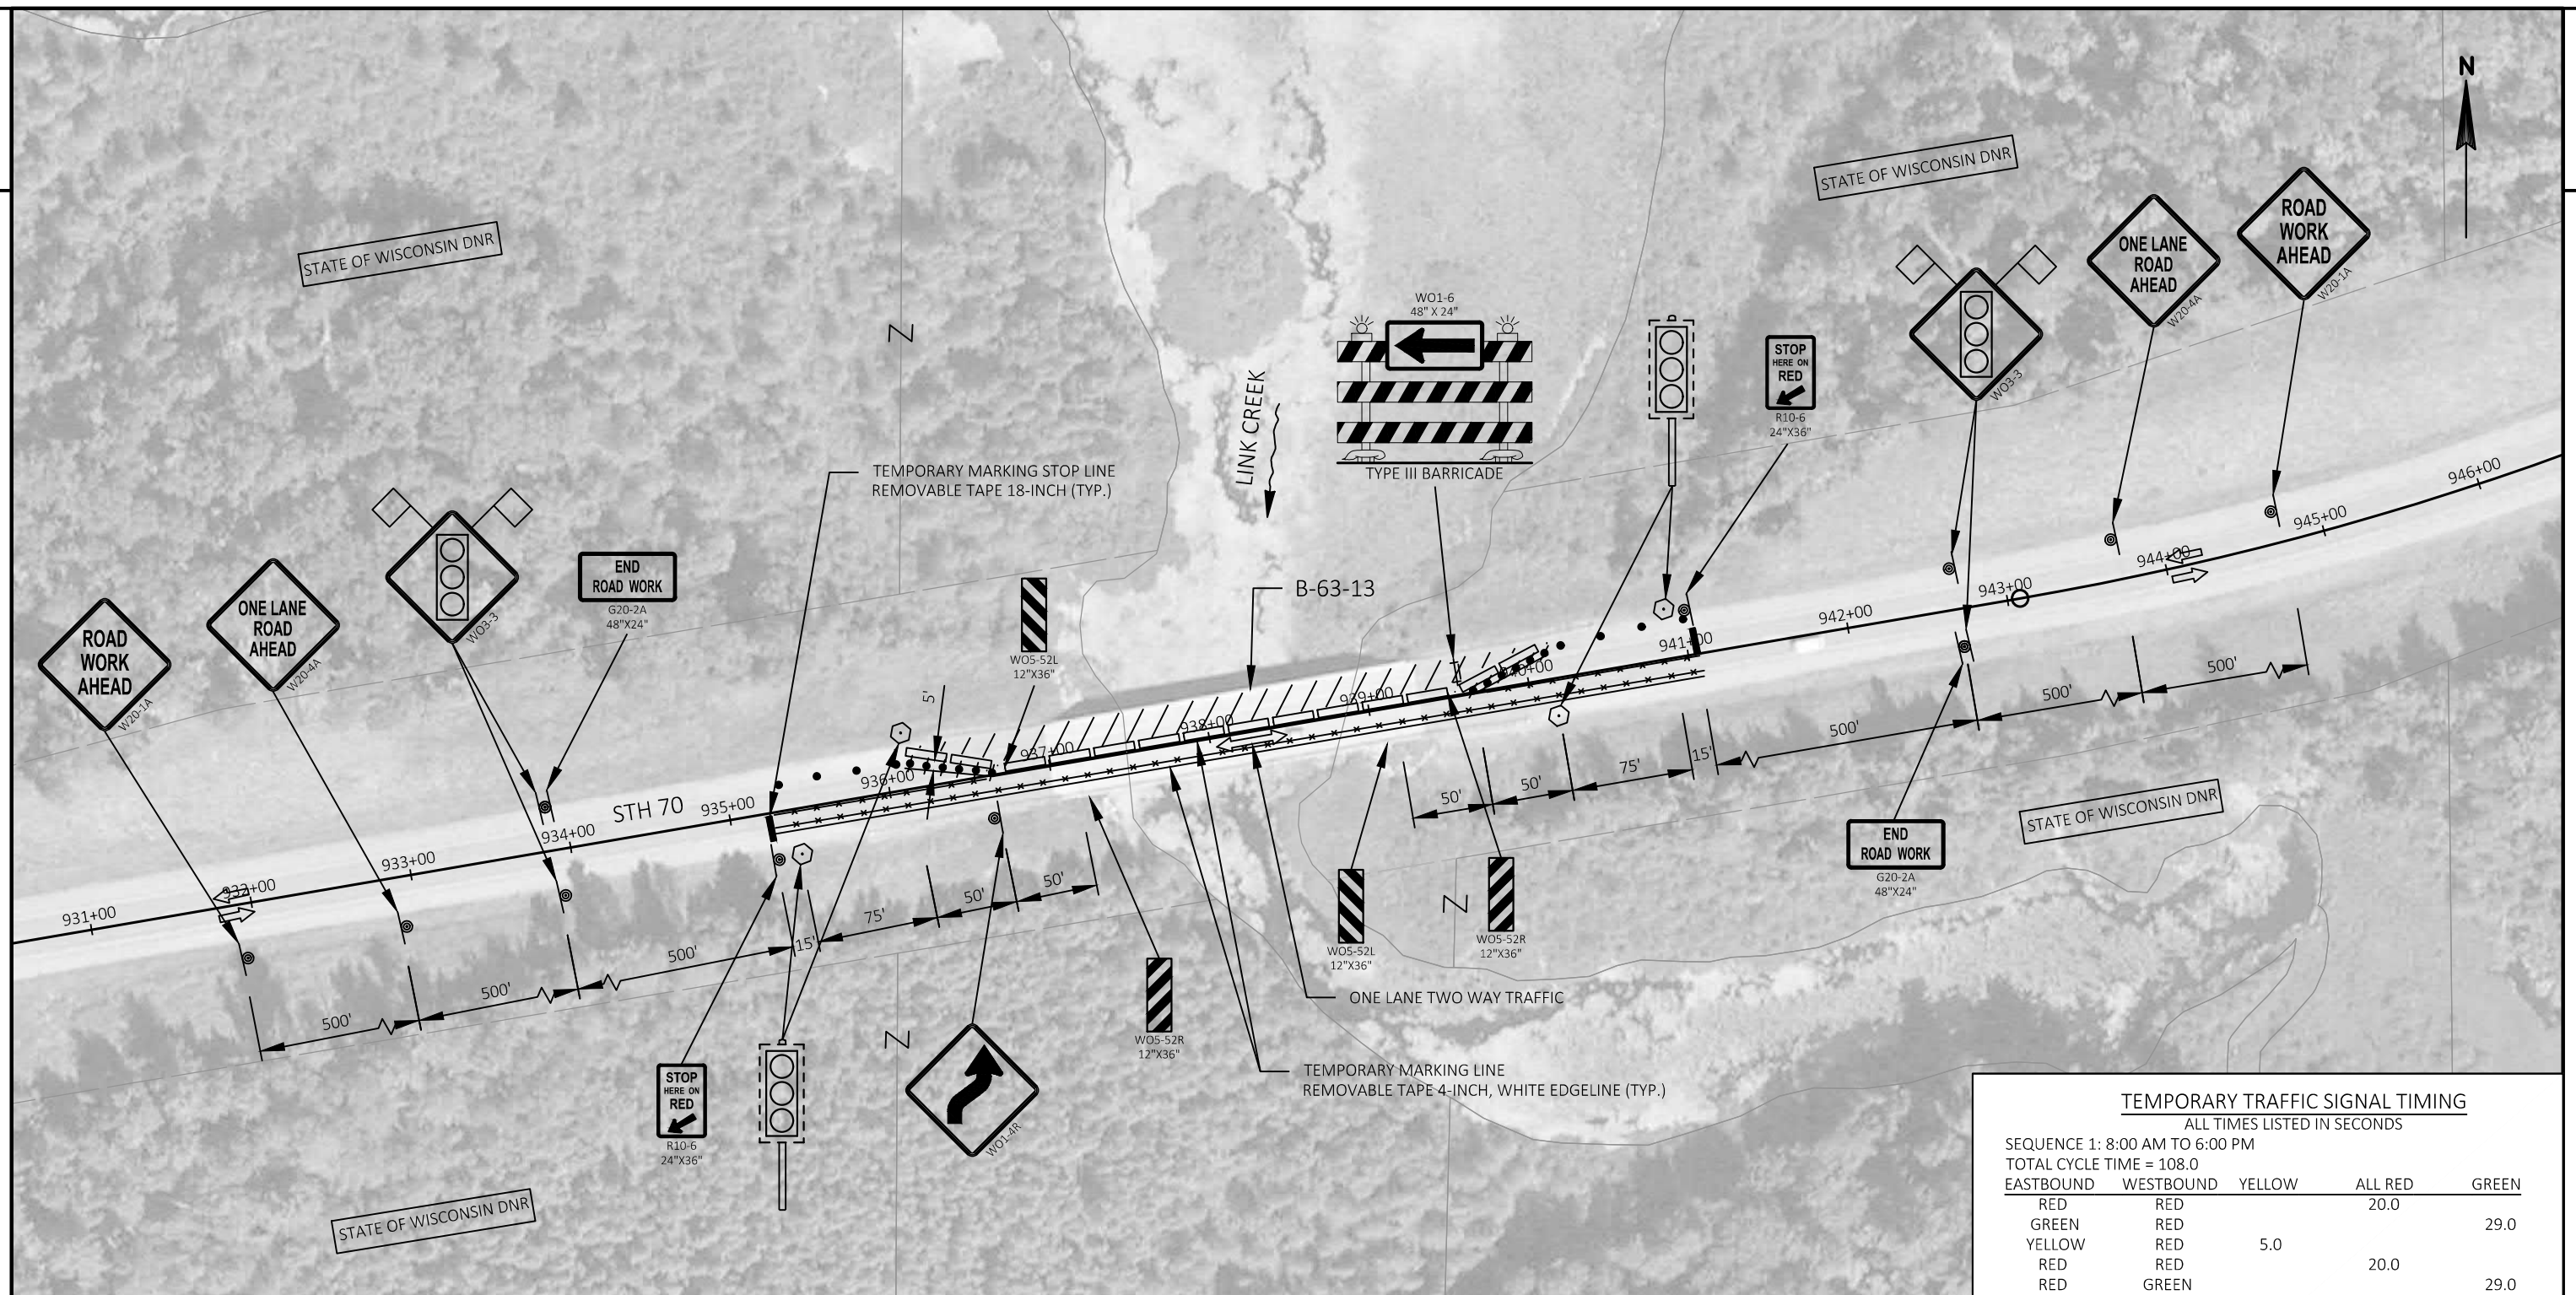 N
STATE OF WISCONSIN DNR
STATE OF WISCONSIN DNR
ROAD
WORK
AHEAD
W20-1A
ONE LANE
ROAD
AHEAD
W20-4A
WO3-3
STOP
HERE ON
RED
R10-6
24"X36"
WO1-6
48" X 24"
TYPE III BARRICADE
LINK CREEK
TEMPORARY MARKING STOP LINE
REMOVABLE TAPE 18-INCH (TYP.)
B-63-13
WO5-52L
12"X36"
END
ROAD WORK
G20-2A
48"X24"
WO3-3
ONE LANE
ROAD
AHEAD
W20-4A
ROAD
WORK
AHEAD
W20-1A
STH 70
5'
931+00
932+00
933+00
934+00
935+00
936+00
937+00
938+00
939+00
940+00
941+00
942+00
943+00
944+00
945+00
946+00
500'
500'
500'
15'
75'
50'
50'
50'
50'
75'
15'
500'
500'
500'
STATE OF WISCONSIN DNR
END
ROAD WORK
G20-2A
48"X24"
WO5-52L
12"X36"
WO5-52R
12"X36"
WO5-52R
12"X36"
ONE LANE TWO WAY TRAFFIC
TEMPORARY MARKING LINE
REMOVABLE TAPE 4-INCH, WHITE EDGELINE (TYP.)
WO1-4R
STOP
HERE ON
RED
R10-6
24"X36"
STATE OF WISCONSIN DNR
TEMPORARY TRAFFIC SIGNAL TIMING
ALL TIMES LISTED IN SECONDS
SEQUENCE 1: 8:00 AM TO 6:00 PM
TOTAL CYCLE TIME = 108.0
EASTBOUND WESTBOUND YELLOW ALL RED GREEN
RED RED 20.0
GREEN RED 29.0
YELLOW RED 5.0
RED RED 20.0
RED GREEN 29.0